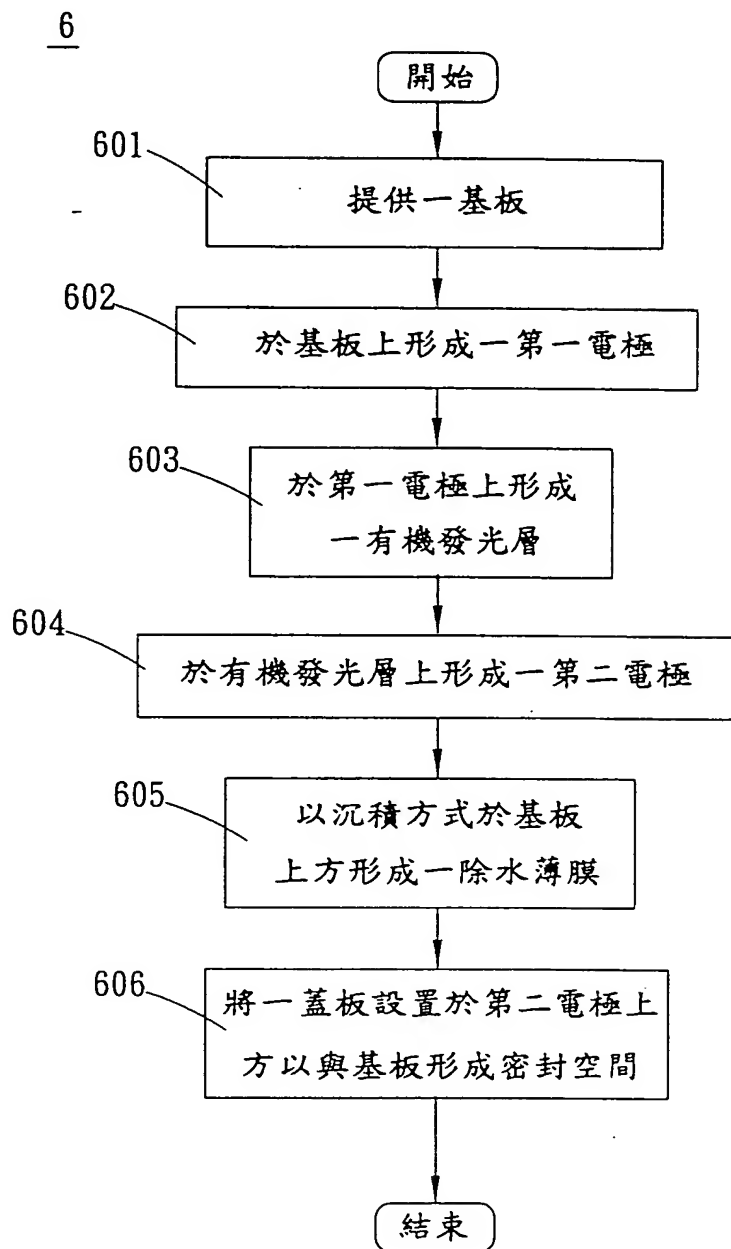 6
開始
601
提供一基板
602
於基板上形成一第一電極
603
於第一電極上形成
一有機發光層
604
於有機發光層上形成一第二電極
605
以沉積方式於基板
上方形成一除水薄膜
606
將一蓋板設置於第二電極上
方以與基板形成密封空間
結束